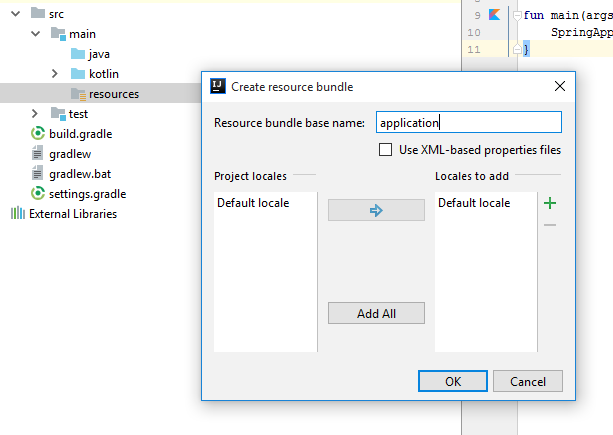 src
main
java
kotlin
resources
test
build.gradle
gradlew
gradlew.bat
settings.gradle
External Libraries
9 fun main(args
10 SpringApp
11 }
IJ Create resource bundle
Resource bundle base name: application
Use XML-based properties files
Project locales Locales to add
Default locale Default locale
Add All
OK Cancel